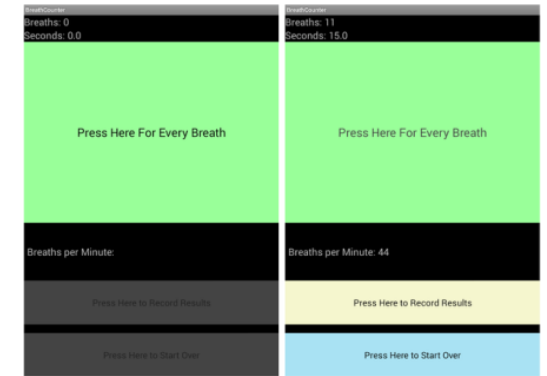 BreathCounter
Breaths: 0
Seconds: 0.0
Press Here For Every Breath
Breaths per Minute:
Press Here to Record Results
Press Here to Start Over
BreathCounter
Breaths: 11
Seconds: 15.0
Press Here For Every Breath
Breaths per Minute: 44
Press Here to Record Results
Press Here to Start Over